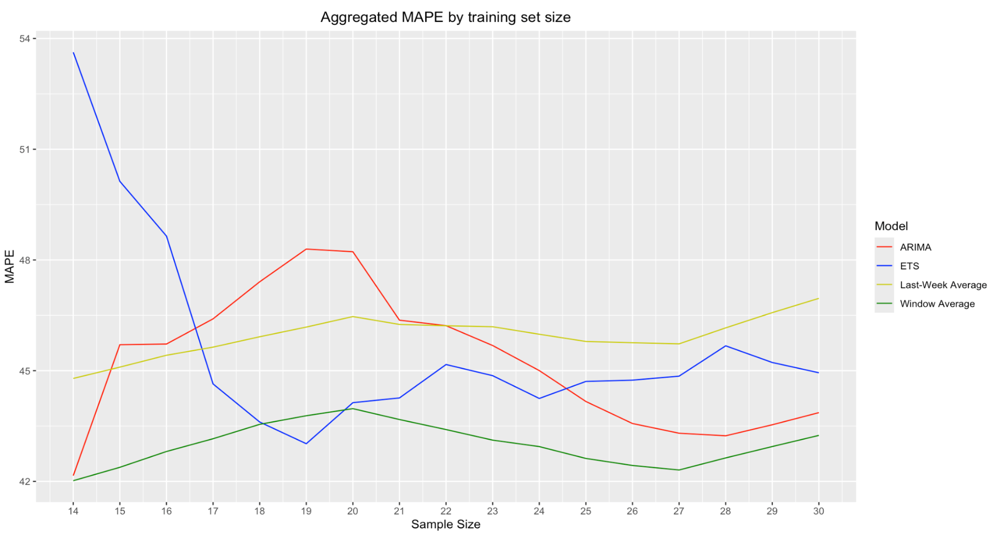 Aggregated MAPE by training set size
54
51
48
45
42
MAPE
14 15 16 17 18 19 20 21 22 23 24 25 26 27 28 29 30
Sample Size
Model
ARIMA
ETS
Last-Week Average
Window Average